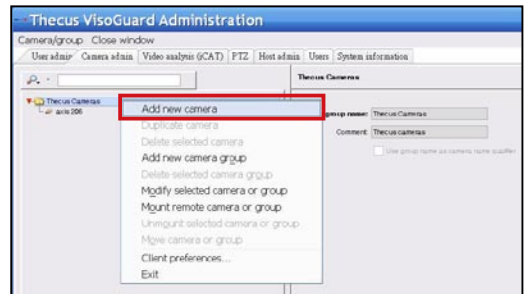 Thecus VisoGuard Administration
Camera/group Close window
User admin Camera admin Video analysis (iCAT) PTZ Host admin Users System information
Thecus Cameras
Thecus Cameras
axis 206
Add new camera
Duplicate camera
Delete selected camera
Add new camera group
Delete selected camera group
Modify selected camera or group
Mount remote camera or group
Unmount selected camera or group
Move camera or group
Client preferences...
Exit
group name: Thecus Cameras
Comment Thecus cameras
Use group name as camera name qualifier